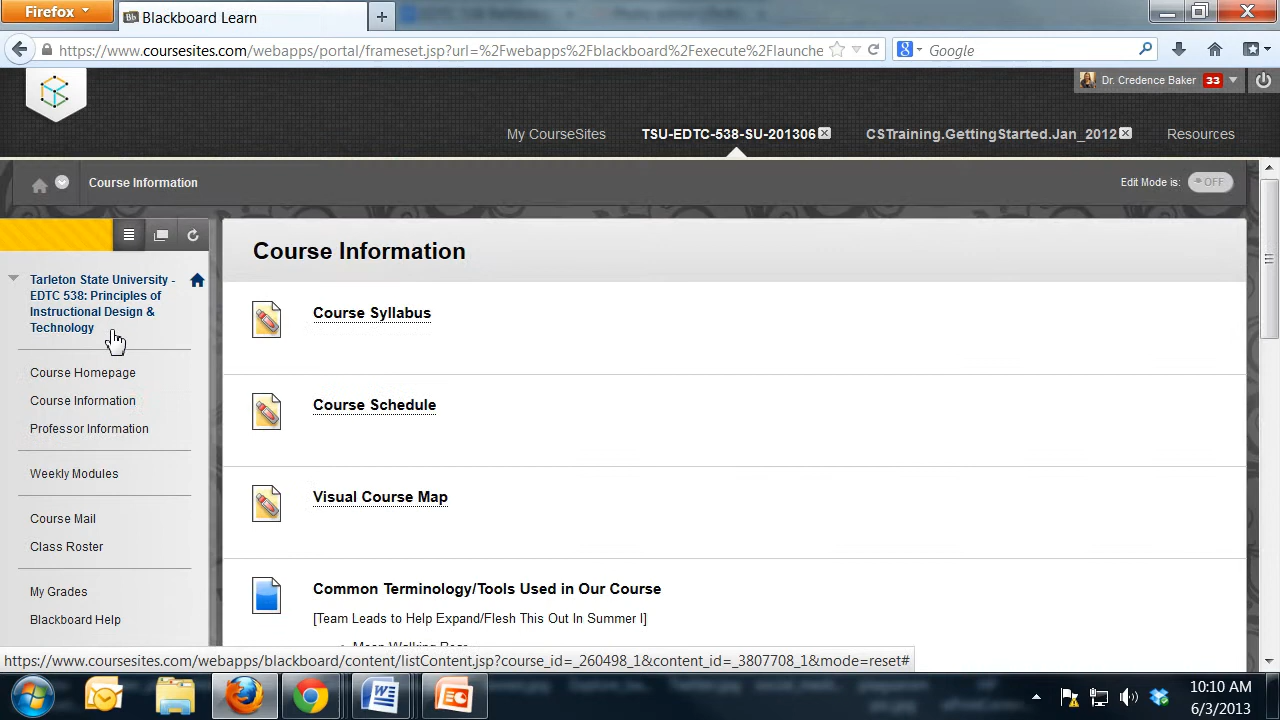 Firefox
Bb Blackboard Learn
https://www.coursesites.com/webapps/portal/frameset.jsp?url=%2Fwebapps%2Fblackboard%2Fexecute%2Flaunche
Google
Dr. Credence Baker 33
My CourseSites
TSU-EDTC-538-SU-201306
CSTraining.GettingStarted.Jan_2012
Resources
Course Information
Edit Mode is: OFF
Tarleton State University -
EDTC 538: Principles of
Instructional Design &
Technology
Course Homepage
Course Information
Professor Information
Weekly Modules
Course Mail
Class Roster
My Grades
Blackboard Help
Course Information
Course Syllabus
Course Schedule
Visual Course Map
Common Terminology/Tools Used in Our Course
[Team Leads to Help Expand/Flesh This Out In Summer I]
https://www.coursesites.com/webapps/blackboard/content/listContent.jsp?course_id=_260498_1&content_id=_3807708_1&mode=reset#
10:10 AM
6/3/2013